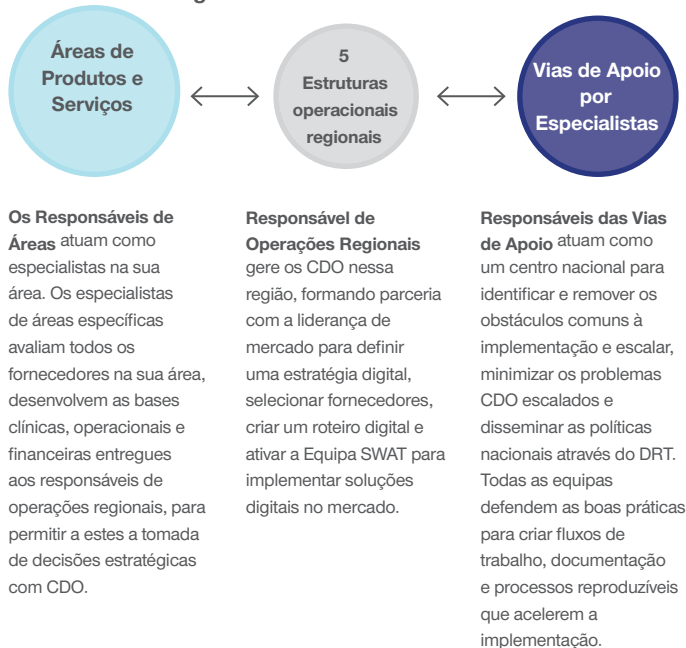 Áreas de
Produtos e
Serviços
5
Estruturas
operacionais
regionais
Vias de Apoio
por
Especialistas
Os Responsáveis de
Áreas atuam como
especialistas na sua
área. Os especialistas
de áreas específicas
avaliam todos os
fornecedores na sua área,
desenvolvem as bases
clínicas, operacionais e
financeiras entregues
aos responsáveis de
operações regionais, para
permitir a estes a tomada
de decisões estratégicas
com CDO.
Responsável de
Operações Regionais
gere os CDO nessa
região, formando parceria
com a liderança de
mercado para definir
uma estratégia digital,
selecionar fornecedores,
criar um roteiro digital e
ativar a Equipa SWAT para
implementar soluções
digitais no mercado.
Responsáveis das Vias
de Apoio atuam como
um centro nacional para
identificar e remover os
obstáculos comuns à
implementação e escalar,
minimizar os problemas
CDO escalados e
disseminar as políticas
nacionais através do DRT.
Todas as equipas
defendem as boas práticas
para criar fluxos de
trabalho, documentação
e processos reproduzíveis
que acelerem a
implementação.